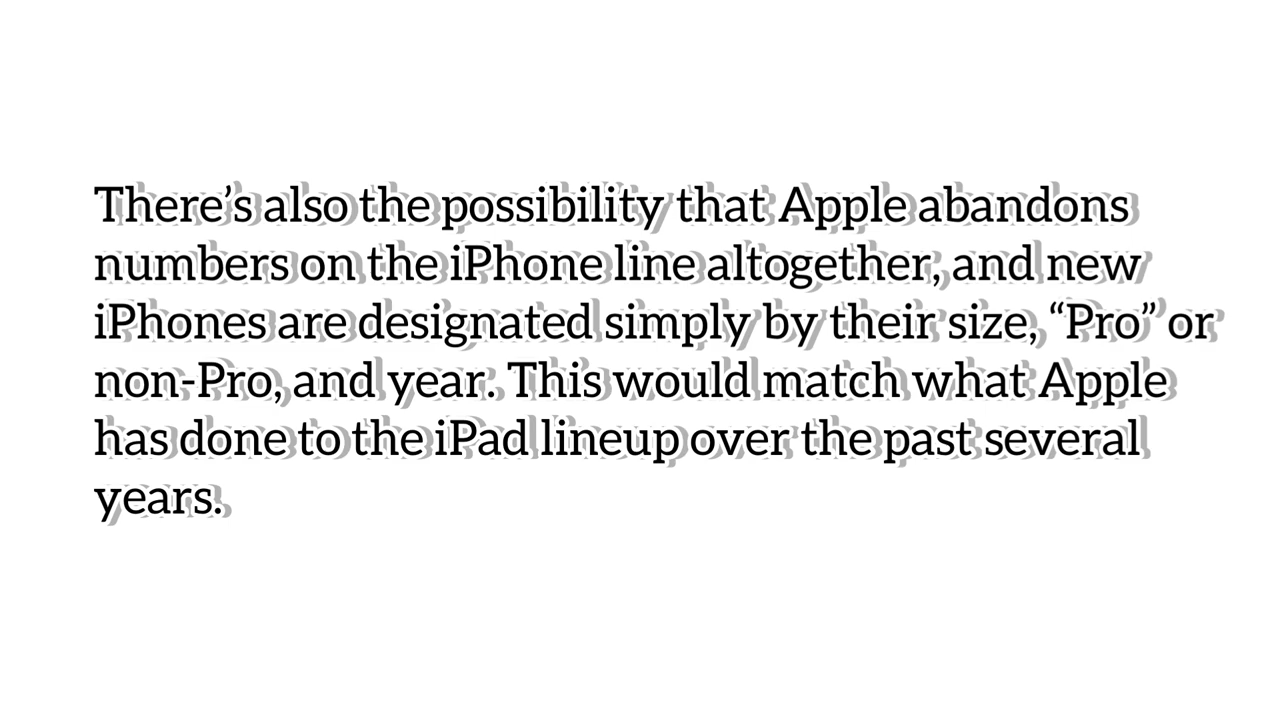 There’s also the possibility that Apple abandons
numbers on the iPhone line altogether, and new
iPhones are designated simply by their size, “Pro” or
non-Pro, and year. This would match what Apple
has done to the iPad lineup over the past several
years.